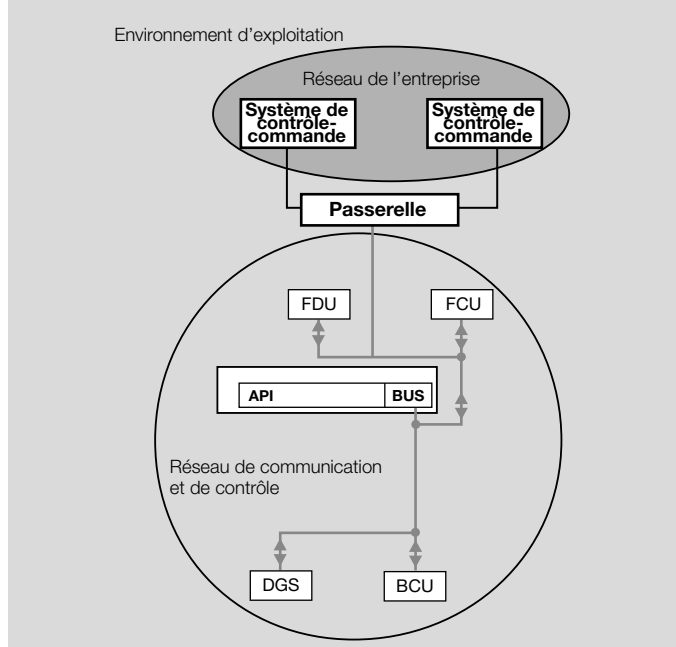 Environnement d'exploitation
Réseau de l'entreprise
Système de
contrôle-
commande
Système de
contrôle-
commande
Passerelle
FDU
FCU
API
BUS
Réseau de communication
et de contrôle
DGS
BCU